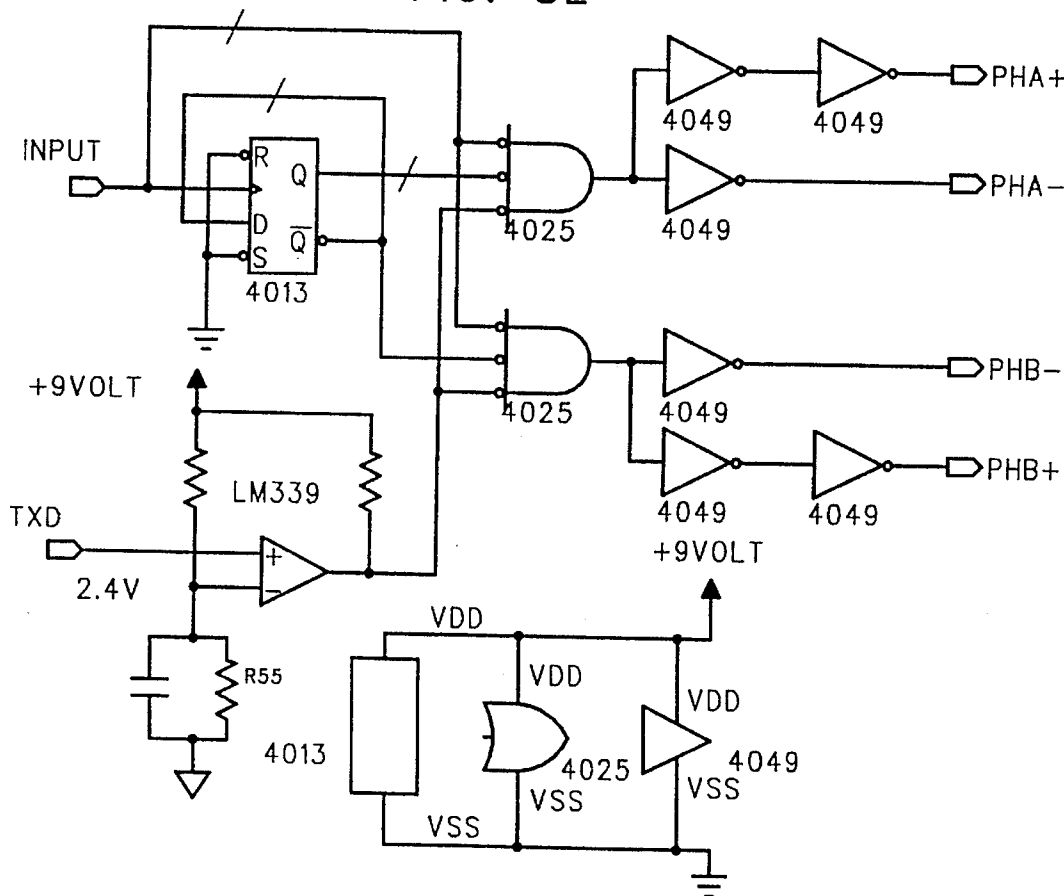 INPUT
R
Q
D
Q
S
4013
4025
4049
4049
PHA+
4049
PHA-
4025
4049
PHB-
4049
4049
PHB+
+9VOLT
LM339
TXD
+
-
2.4V
R55
+9VOLT
VDD
VDD
VDD
4013
4025
4049
VSS
VSS
VSS